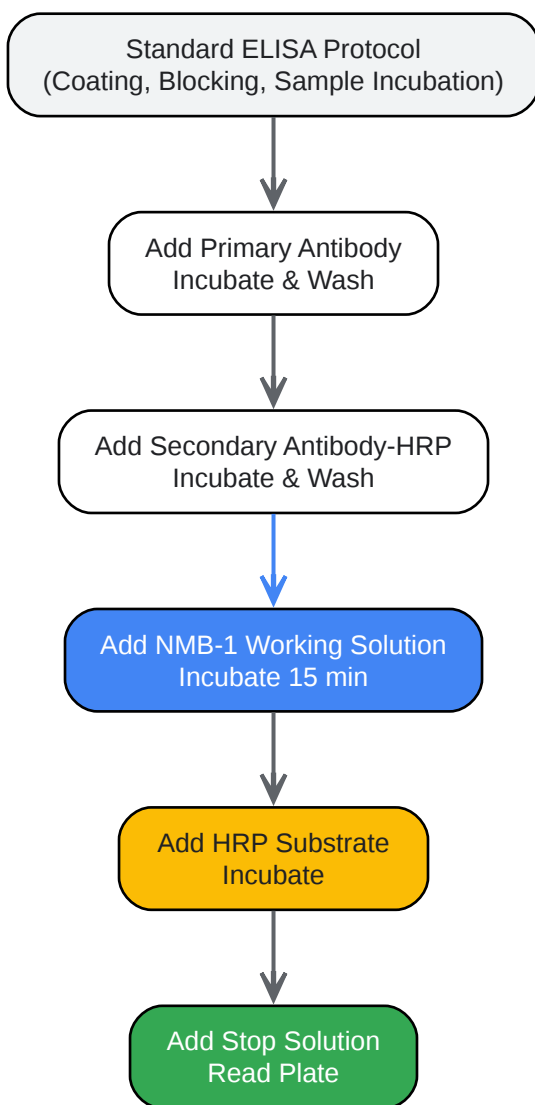 Standard ELISA Protocol
(Coating, Blocking, Sample Incubation)
Add Primary Antibody
Incubate & Wash
Add Secondary Antibody-HRP
Incubate & Wash
Add NMB-1 Working Solution
Incubate 15 min
Add HRP Substrate
Incubate
Add Stop Solution
Read Plate